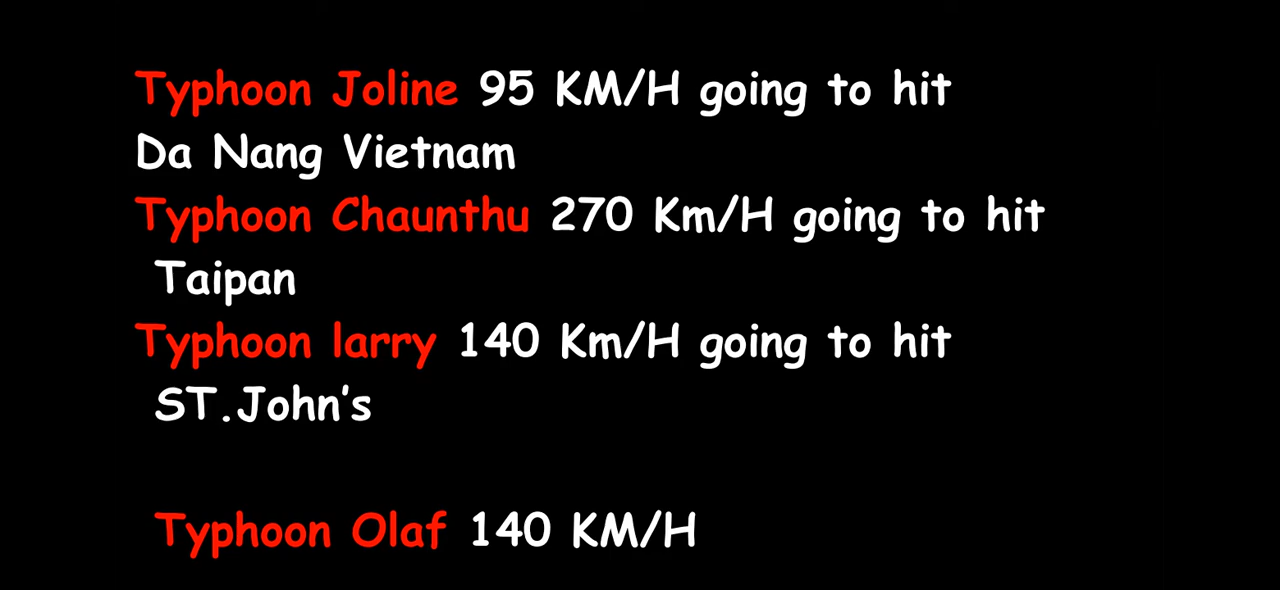 Typhoon Joline 95 KM/H going to hit
Da Nang Vietnam
Typhoon Chaunthu 270 Km/H going to hit
Taipan
Typhoon larry 140 Km/H going to hit
ST.John's
Typhoon Olaf 140 KM/H